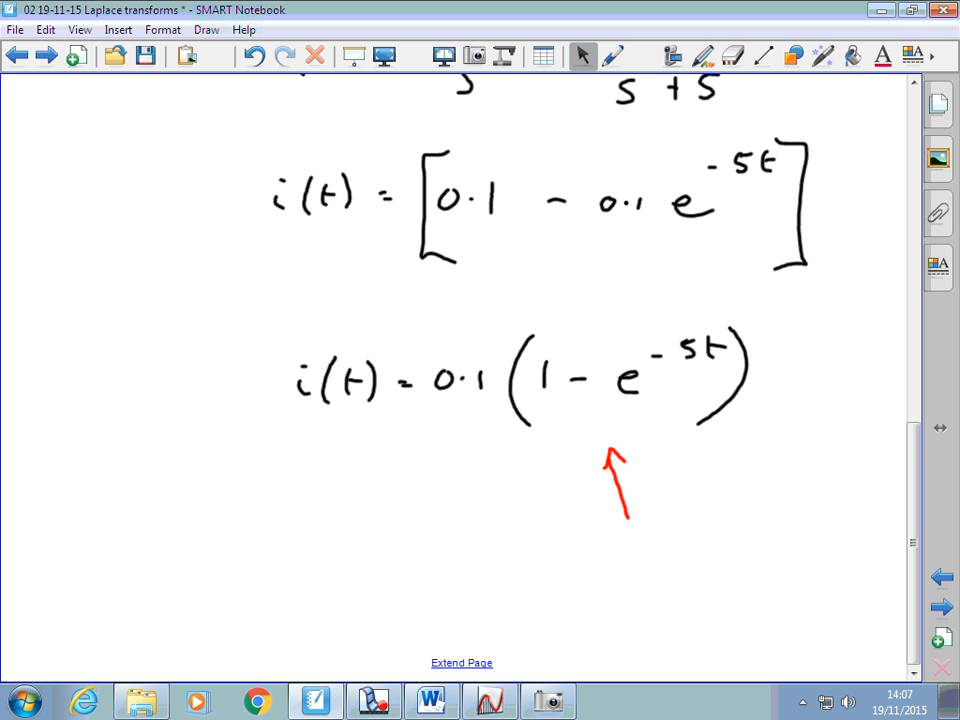 02 19-11-15 Laplace transforms * - SMART Notebook
File Edit View Insert Format Draw Help
s + 5
i(t) = [0.1 - 0.1 e^{-5t}]
i(t) = 0.1 (1 - e^{-5t})
Extend Page
14:07
19/11/2015